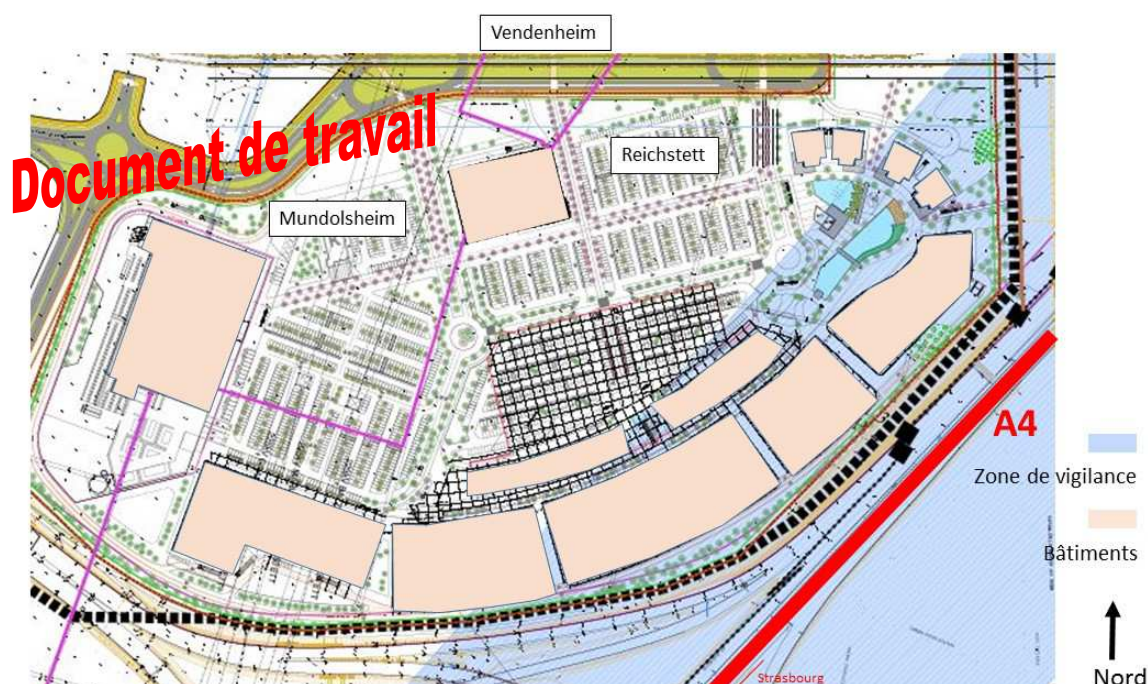 Vendenheim
Document de travail
Reichstett
Mundolsheim
A4
Zone de vigilance
Bâtiments
Nord
Strasbourg